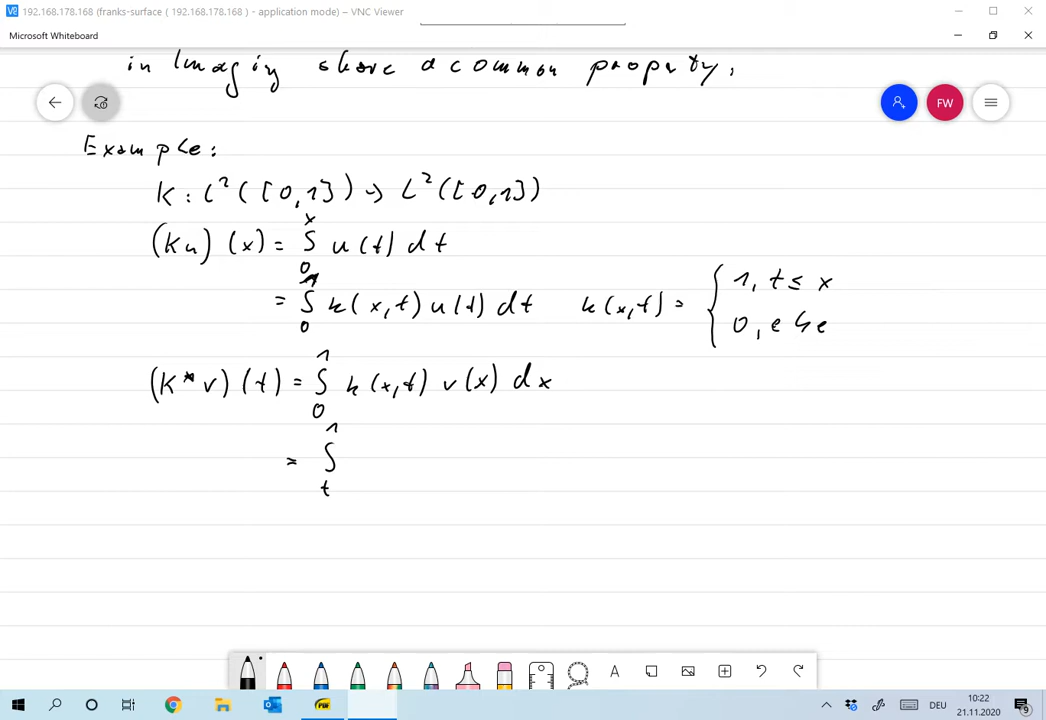 192.168.178.168 (franks-surface ( 192.168.178.168 ) - application mode) – VNC Viewer
Microsoft Whiteboard
in Imaging share a common property.
FW
Example:
K : L²([0,1]) → L²([0,1])
(Ku)(x) = ∫₀ˣ u(t) dt
= ∫₀¹ k(x,t) u(t) dt k(x,t) = { 1, t ≤ x
0, else
(K* v)(t) = ∫₀¹ k(x,t) v(x) dx
= ∫ₜ¹
A
DEU
10:22
21.11.2020
9